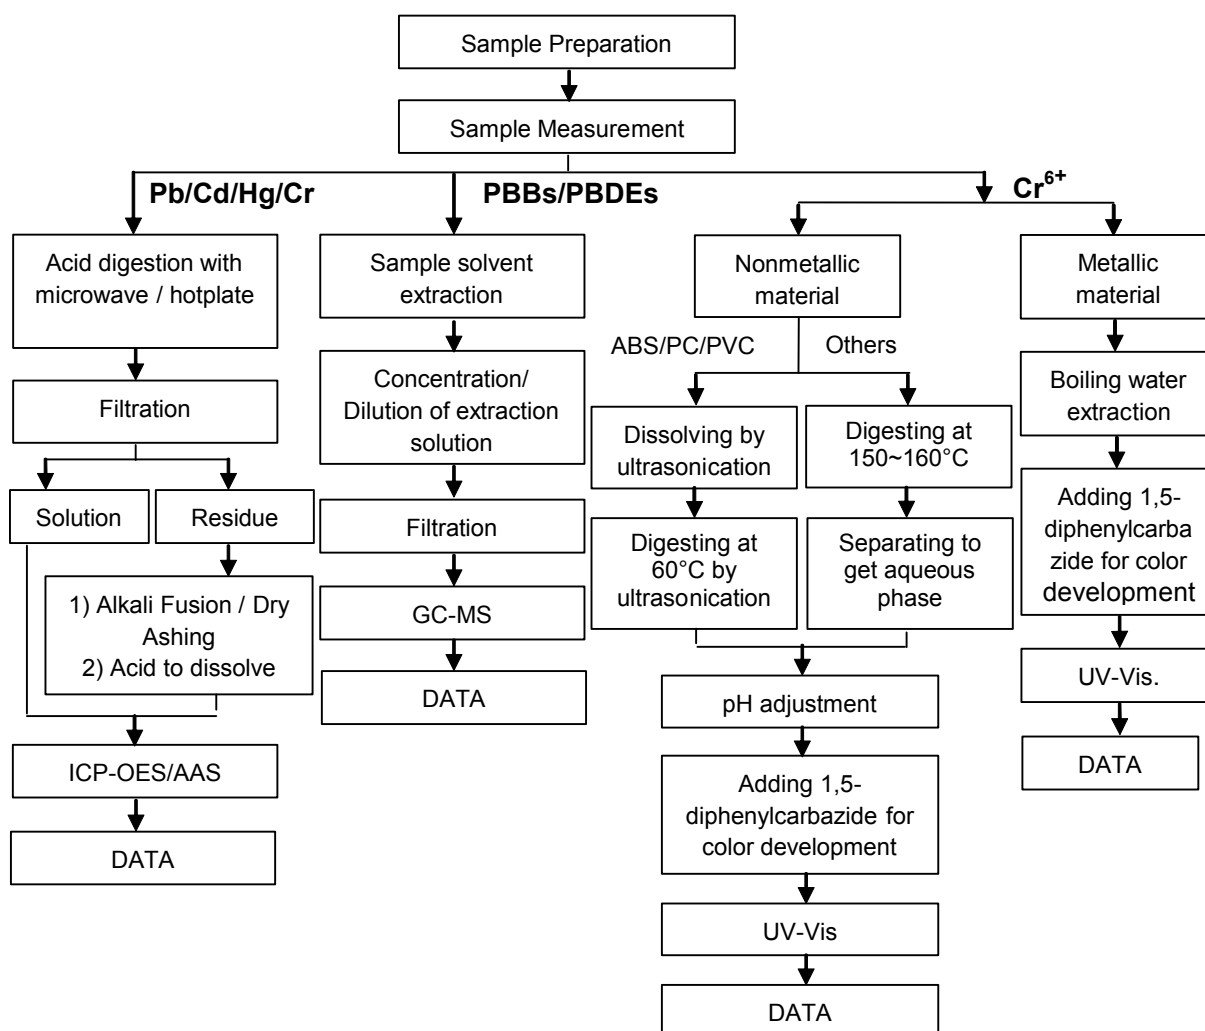 Sample Preparation
Sample Measurement
Pb/Cd/Hg/Cr
PBBs/PBDEs
Cr⁶⁺
Acid digestion with
microwave / hotplate
Filtration
Solution
Residue
1) Alkali Fusion / Dry
Ashing
2) Acid to dissolve
ICP-OES/AAS
DATA
Sample solvent
extraction
Concentration/
Dilution of extraction
solution
Filtration
GC-MS
DATA
Nonmetallic
material
ABS/PC/PVC
Others
Dissolving by
ultrasonication
Digesting at
60°C by
ultrasonication
Digesting at
150~160°C
Separating to
get aqueous
phase
pH adjustment
Adding 1,5-
diphenylcarbazide for
color development
UV-Vis
DATA
Metallic
material
Boiling water
extraction
Adding 1,5-
diphenylcarba
zide for color
development
UV-Vis.
DATA